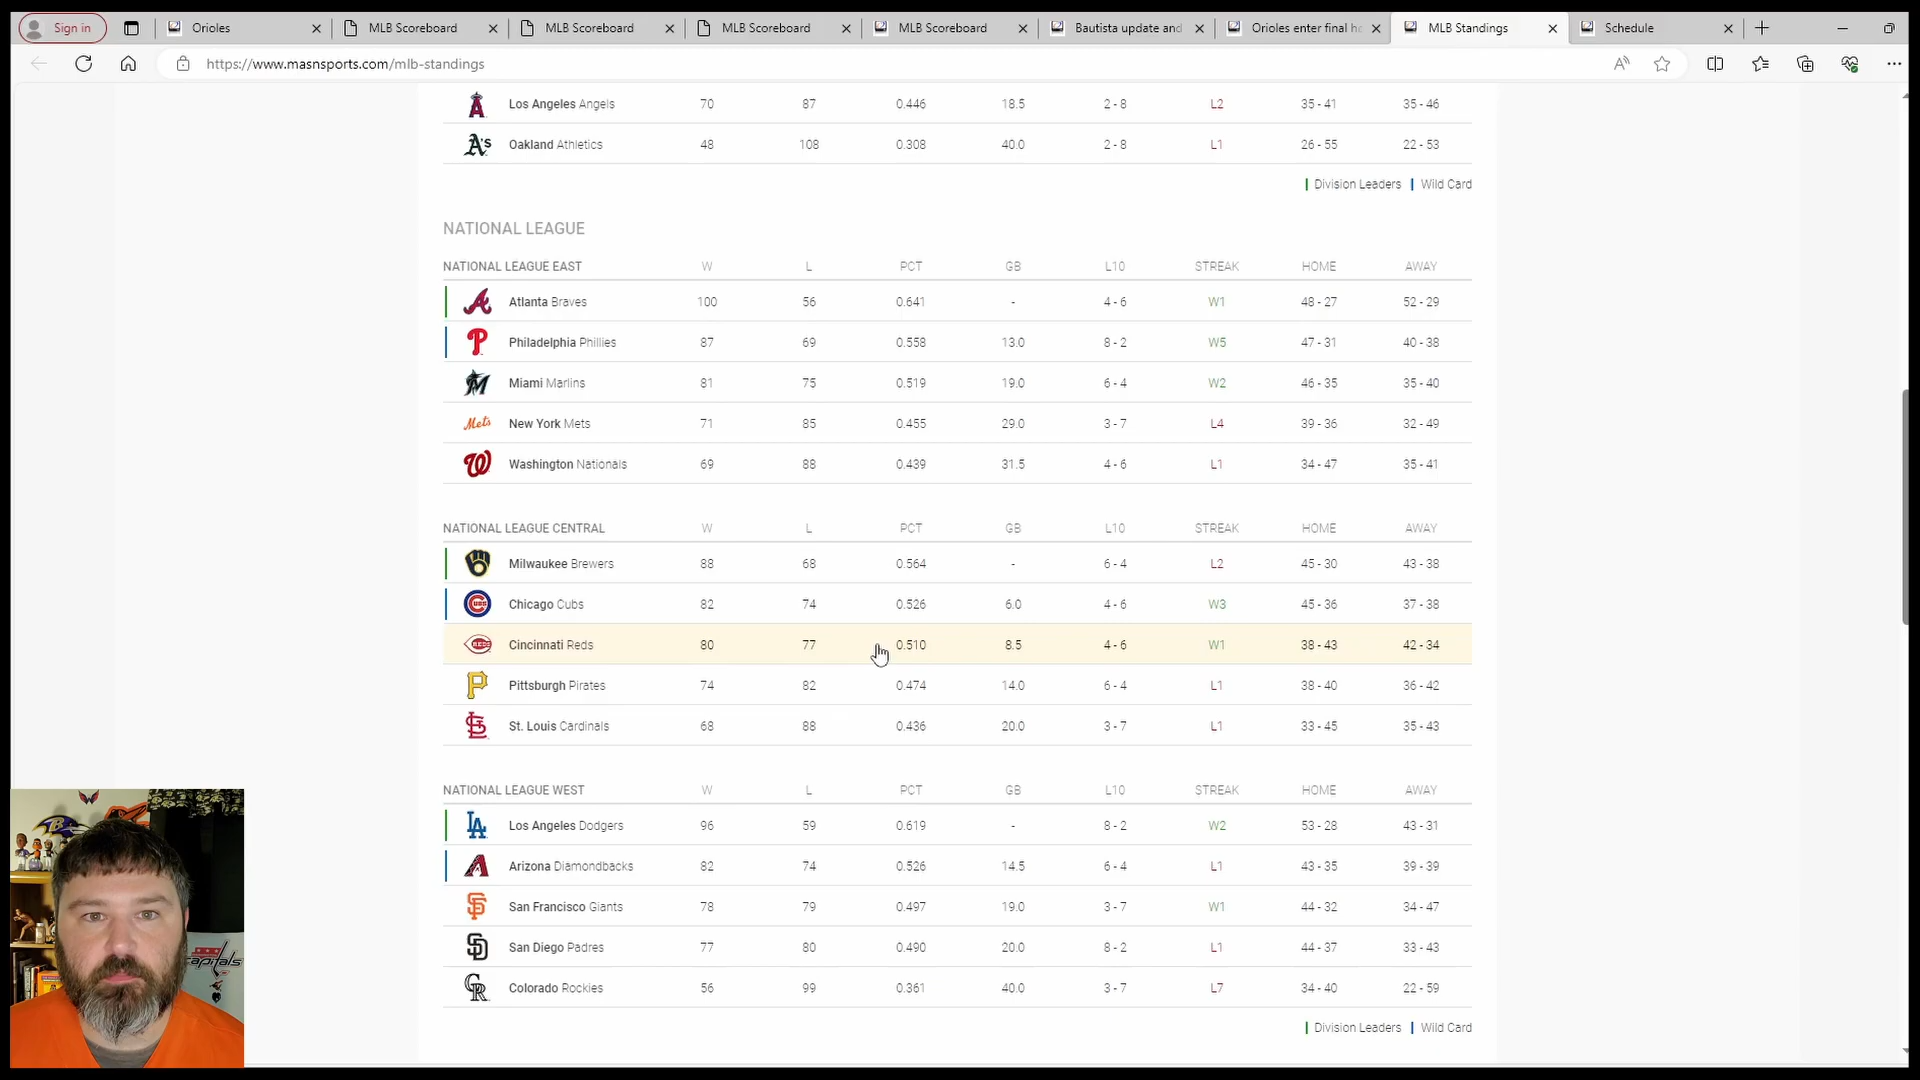 Sign in
Orioles
MLB Scoreboard
MLB Scoreboard
MLB Scoreboard
MLB Scoreboard
Bautista update and
Orioles enter final h
MLB Standings
Schedule
https://www.masnsports.com/mlb-standings
Los Angeles Angels 70 87 0.446 18.5 2 - 8 L2 35 - 41 35 - 46
Oakland Athletics 48 108 0.308 40.0 2 - 8 L1 26 - 55 22 - 53
Division Leaders Wild Card
NATIONAL LEAGUE
NATIONAL LEAGUE EAST W L PCT GB L10 STREAK HOME AWAY
Atlanta Braves 100 56 0.641 - 4 - 6 W1 48 - 27 52 - 29
Philadelphia Phillies 87 69 0.558 13.0 8 - 2 W5 47 - 31 40 - 38
Miami Marlins 81 75 0.519 19.0 6 - 4 W2 46 - 35 35 - 40
Mets New York Mets 71 85 0.455 29.0 3 - 7 L4 39 - 36 32 - 49
Washington Nationals 69 88 0.439 31.5 4 - 6 L1 34 - 47 35 - 41
NATIONAL LEAGUE CENTRAL W L PCT GB L10 STREAK HOME AWAY
Milwaukee Brewers 88 68 0.564 - 6 - 4 L2 45 - 30 43 - 38
Chicago Cubs 82 74 0.526 6.0 4 - 6 W3 45 - 36 37 - 38
Cincinnati Reds 80 77 0.510 8.5 4 - 6 W1 38 - 43 42 - 34
Pittsburgh Pirates 74 82 0.474 14.0 6 - 4 L1 38 - 40 36 - 42
St. Louis Cardinals 68 88 0.436 20.0 3 - 7 L1 33 - 45 35 - 43
NATIONAL LEAGUE WEST W L PCT GB L10 STREAK HOME AWAY
Los Angeles Dodgers 96 59 0.619 - 8 - 2 W2 53 - 28 43 - 31
Arizona Diamondbacks 82 74 0.526 14.5 6 - 4 L1 43 - 35 39 - 39
San Francisco Giants 78 79 0.497 19.0 3 - 7 W1 44 - 32 34 - 47
San Diego Padres 77 80 0.490 20.0 8 - 2 L1 44 - 37 33 - 43
Colorado Rockies 56 99 0.361 40.0 3 - 7 L7 34 - 40 22 - 59
Division Leaders Wild Card
capitals